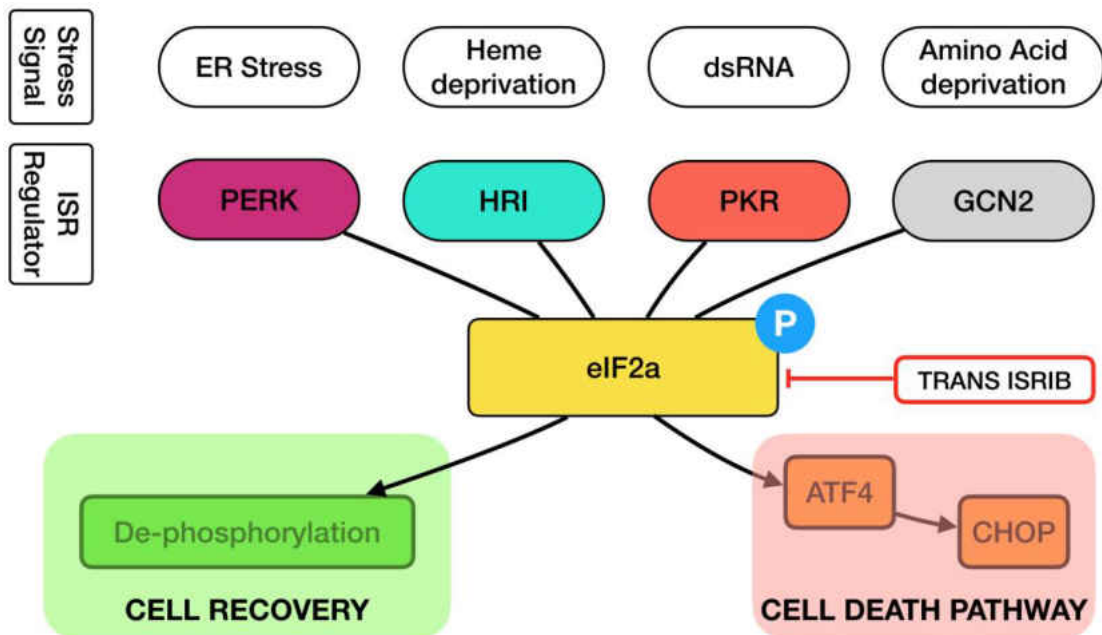 Stress
Signal
ER Stress
Heme
deprivation
dsRNA
Amino Acid
deprivation
ISR
Regulator
PERK
HRI
PKR
GCN2
P
eIF2a
TRANS ISRIB
De-phosphorylation
CELL RECOVERY
ATF4
CHOP
CELL DEATH PATHWAY